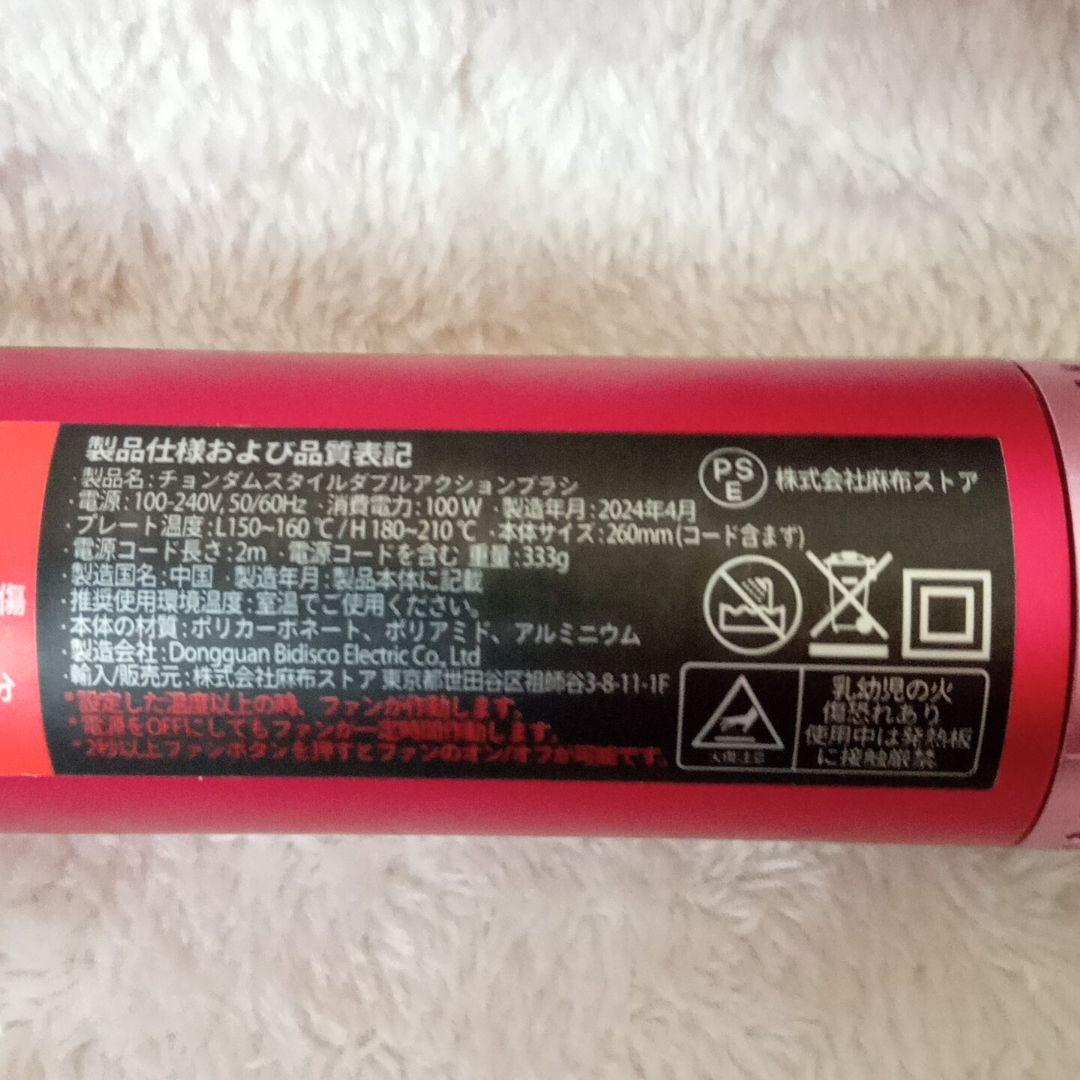 製品仕様および品質表記
・製品名：チョンダムスタイルダブルアクションブラシ
・電源：100-240V, 50/60Hz ・消費電力：100W ・製造年月：2024年4月
・プレート温度：L150~160℃/H 180~210℃ ・本体サイズ：260mm (コード含まず)
・電源コード長さ：2m 電源コードを含む 重量：333g
・製造国名：中国 ・製造年月：製品本体に記載
・推奨使用環境温度：室温でご使用ください。
・本体の材質：ポリカーボネート、ポリアミド、アルミニウム
・製造会社：Dongguan Bidisco Electric Co., Ltd
・輸入/販売元：株式会社麻布ストア 東京都世田谷区祖師谷3-8-11-1F
*設定した温度以上の時、ファンが作動します。
*電源をOFFにしてもファンが一定時間作動します。
*2秒以上ファンボタンを押すとファンのオン/オフが可能です。
PSE 株式会社麻布ストア
火傷注意
乳幼児の火
傷恐れあり
使用中は発熱板
に接触厳禁
傷
分